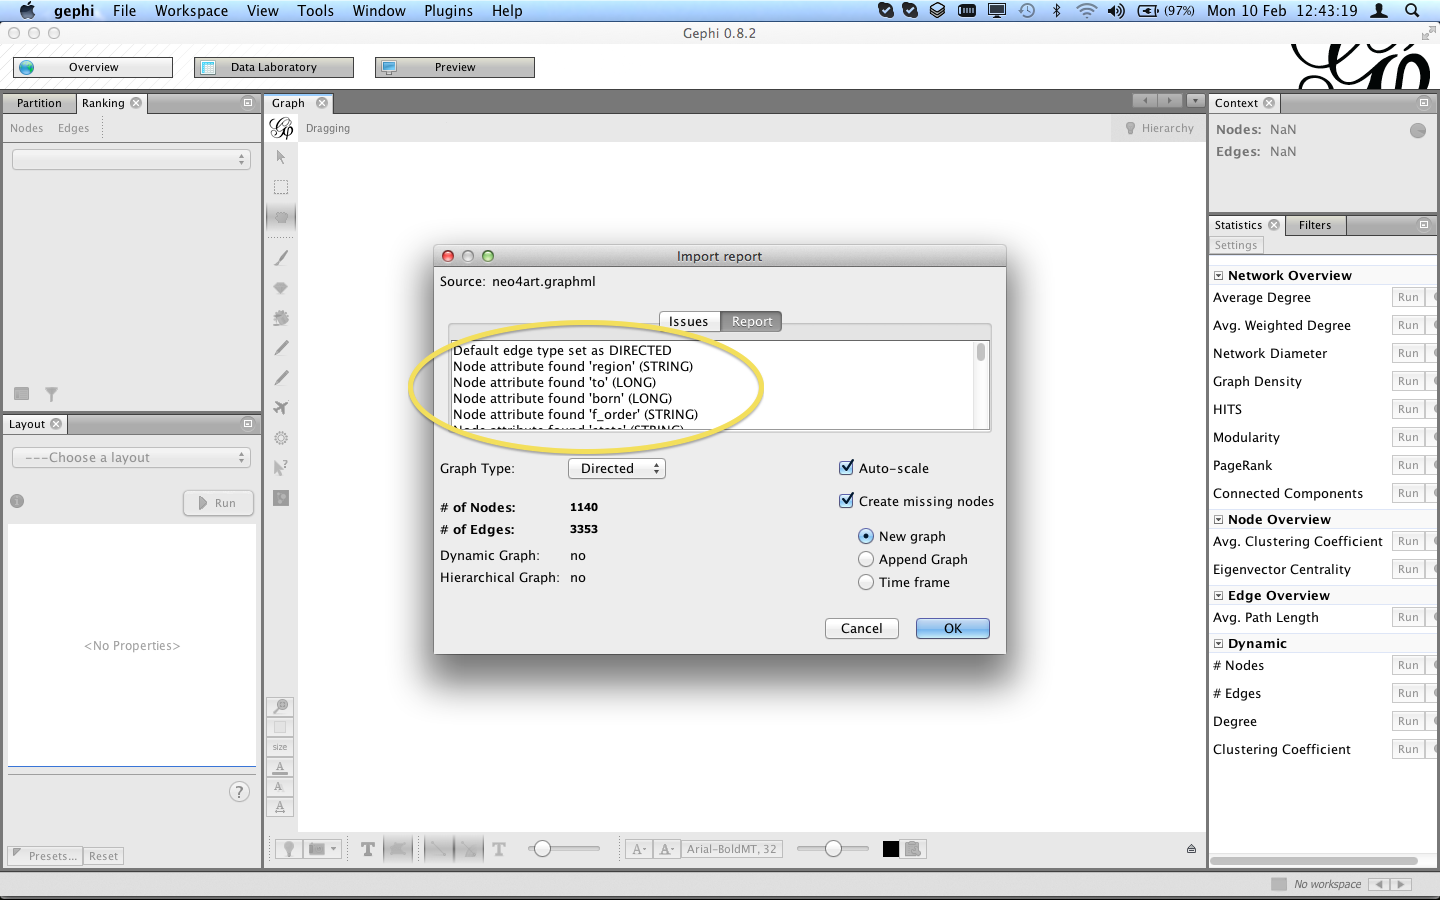 gephi File Workspace View Tools Window Plugins Help (97%) Mon 10 Feb 12:43:19
Gephi 0.8.2
Overview Data Laboratory Preview
Partition Ranking
Nodes Edges
Graph
Dragging
Hierarchy
Context
Nodes: NaN
Edges: NaN
Import report
Source: neo4art.graphml
Issues Report
Default edge type set as DIRECTED
Node attribute found 'region' (STRING)
Node attribute found 'to' (LONG)
Node attribute found 'born' (LONG)
Node attribute found 'f_order' (STRING)
Node attribute found 'state' (STRING)
Graph Type: Directed
# of Nodes: 1140
# of Edges: 3353
Dynamic Graph: no
Hierarchical Graph: no
Auto-scale
Create missing nodes
New graph
Append Graph
Time frame
Cancel OK
Layout
---Choose a layout
Run
<No Properties>
?
Presets... Reset
size
A
A
A
T T A A Arial-BoldMT, 32
Statistics Filters
Settings
Network Overview
Average Degree Run
Avg. Weighted Degree Run
Network Diameter Run
Graph Density Run
HITS Run
Modularity Run
PageRank Run
Connected Components Run
Node Overview
Avg. Clustering Coefficient Run
Eigenvector Centrality Run
Edge Overview
Avg. Path Length Run
Dynamic
# Nodes Run
# Edges Run
Degree Run
Clustering Coefficient Run
No workspace